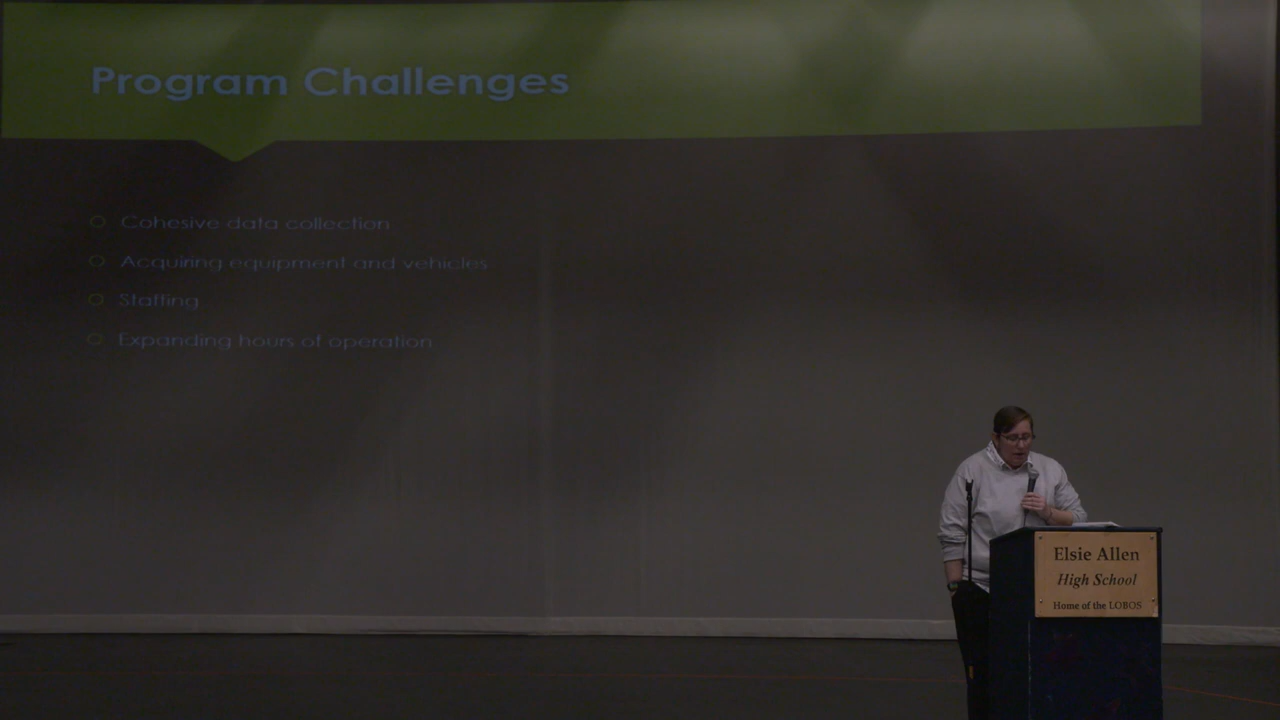 Program Challenges
Cohesive data collection
Acquiring equipment and vehicles
Staffing
Expanding hours of operation
Elsie Allen
High School
Home of the LOBOS